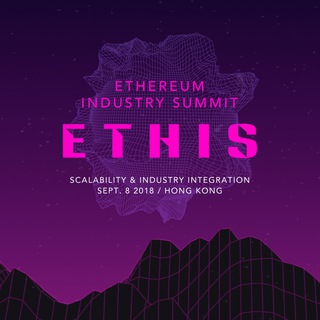 ETHEREUM
INDUSTRY SUMMIT
ETHIS
SCALABILITY & INDUSTRY INTEGRATION
SEPT. 8 2018 / HONG KONG